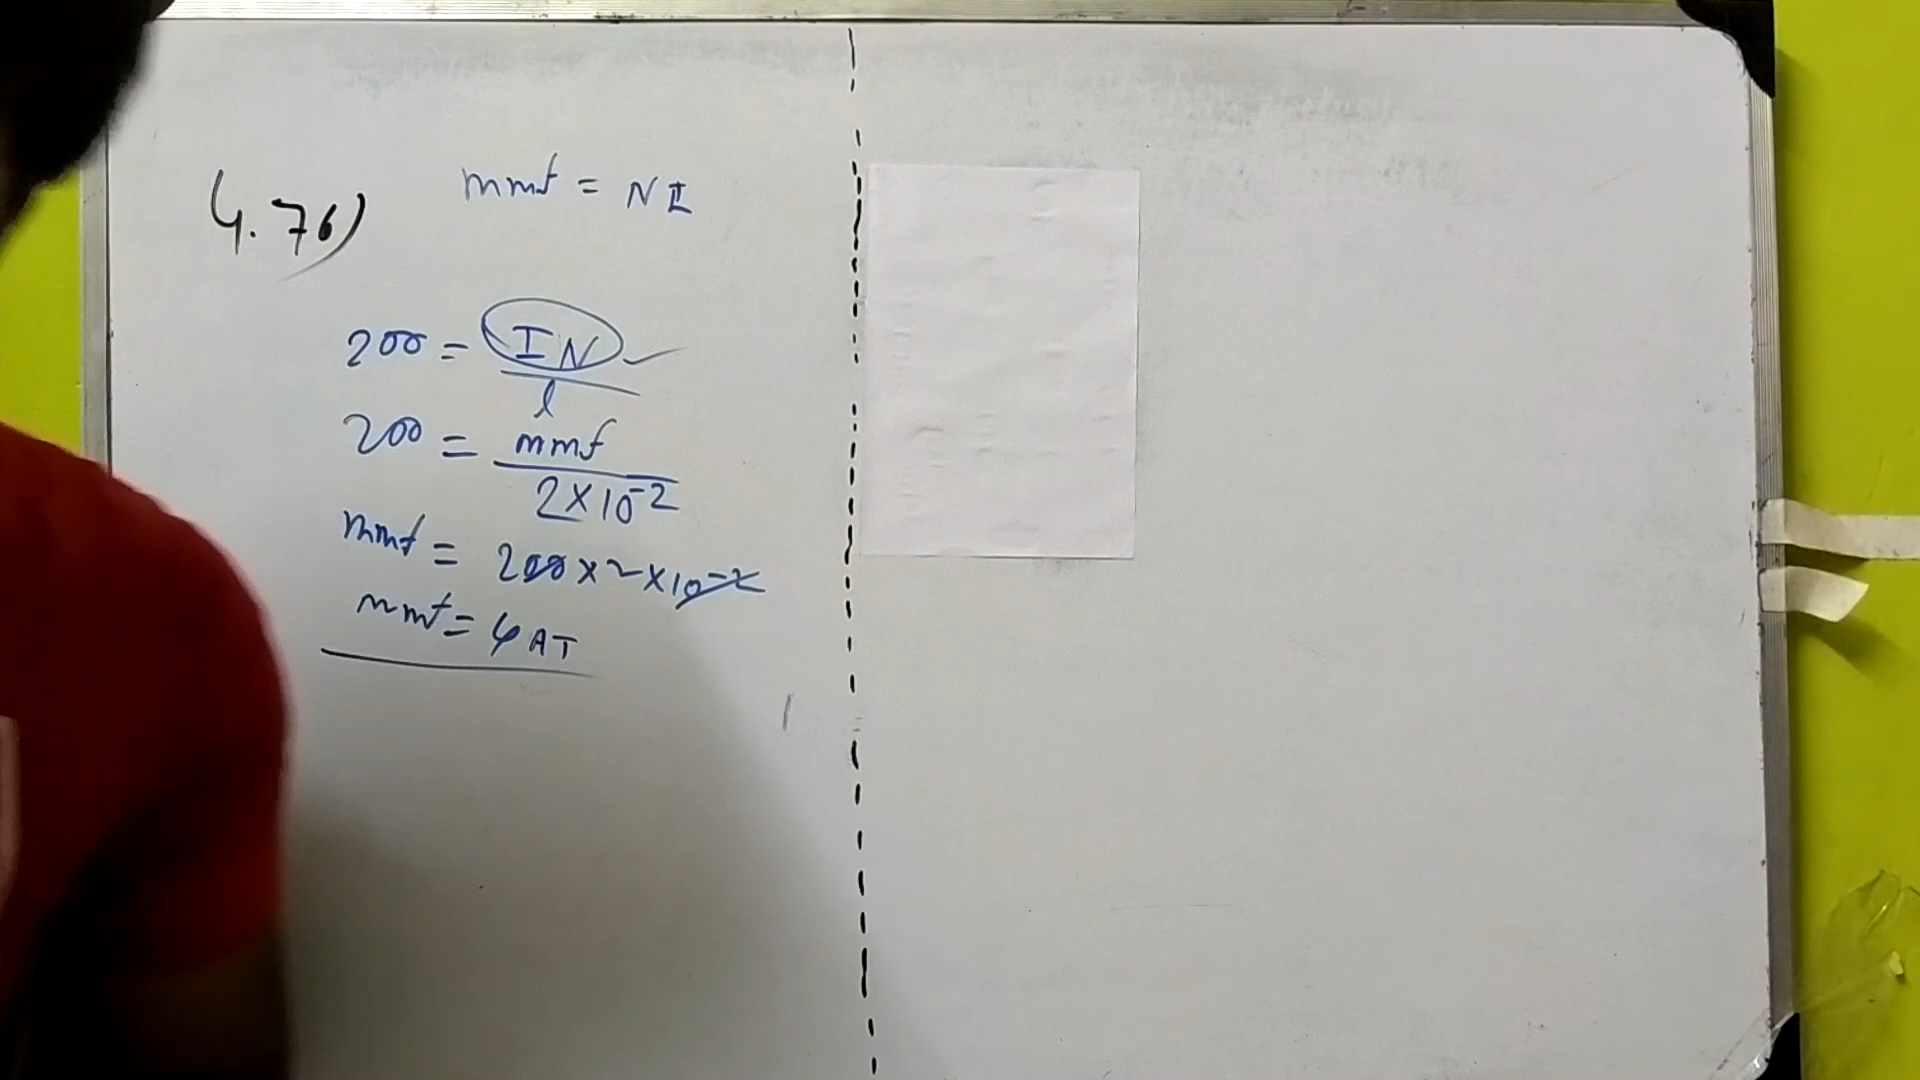 4.76)
mmf = NI
200 = IN
l
200 = mmf
2×10-2
mmf = 200×2×10-2
mmf = 4 AT